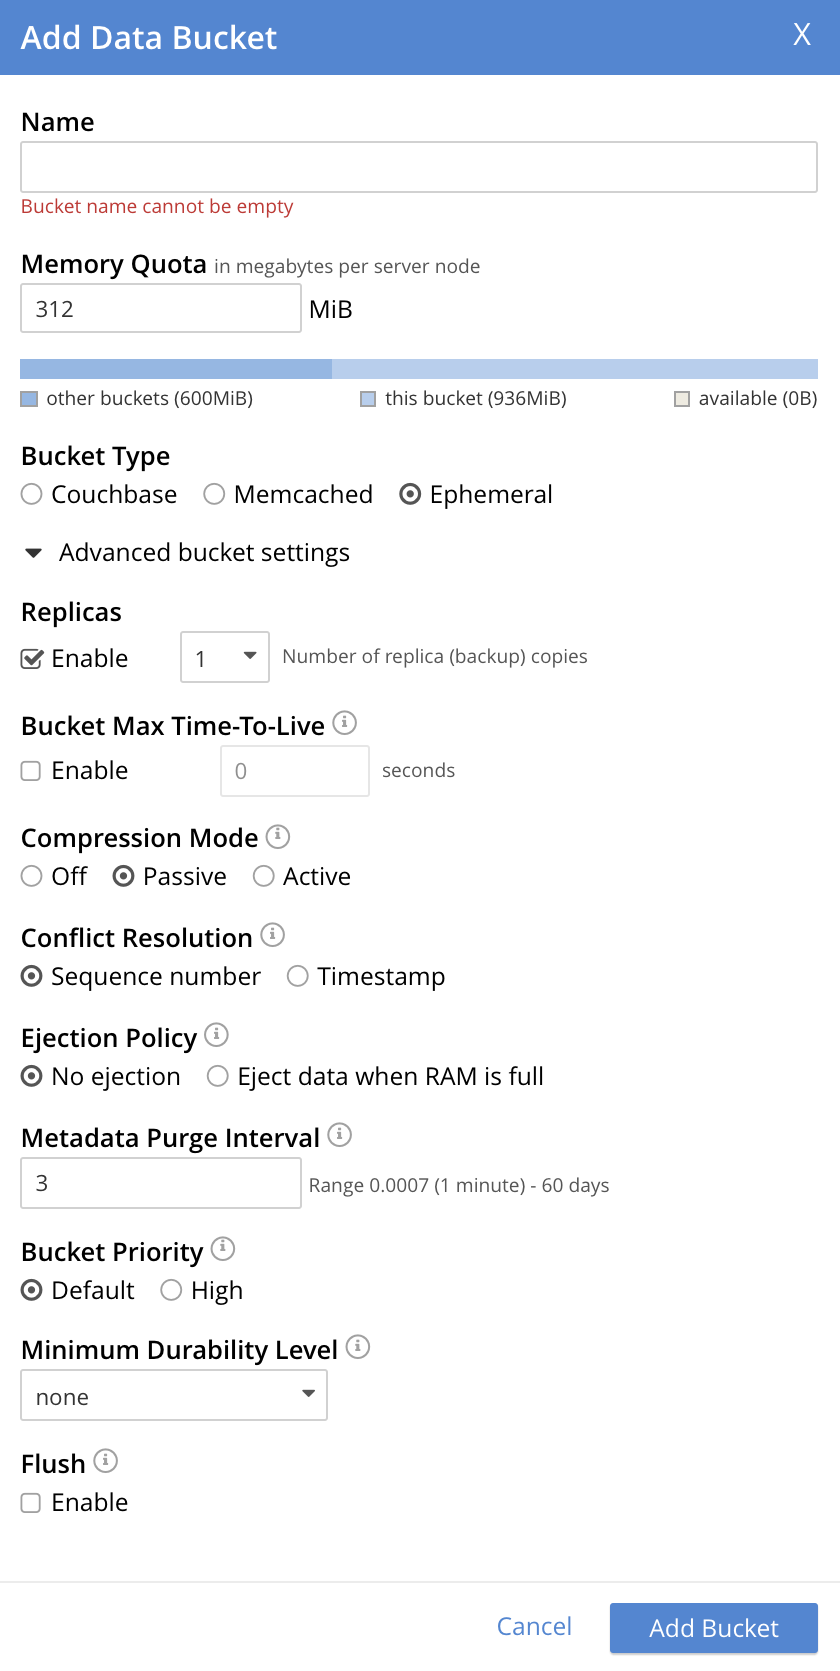 Add Data Bucket X
Name
Bucket name cannot be empty
Memory Quota in megabytes per server node
312 MiB
other buckets (600MiB) this bucket (936MiB) available (0B)
Bucket Type
Couchbase Memcached Ephemeral
Advanced bucket settings
Replicas
Enable 1 Number of replica (backup) copies
Bucket Max Time-To-Live i
Enable 0 seconds
Compression Mode i
Off Passive Active
Conflict Resolution i
Sequence number Timestamp
Ejection Policy i
No ejection Eject data when RAM is full
Metadata Purge Interval i
3 Range 0.0007 (1 minute) - 60 days
Bucket Priority i
Default High
Minimum Durability Level i
none
Flush i
Enable
Cancel Add Bucket